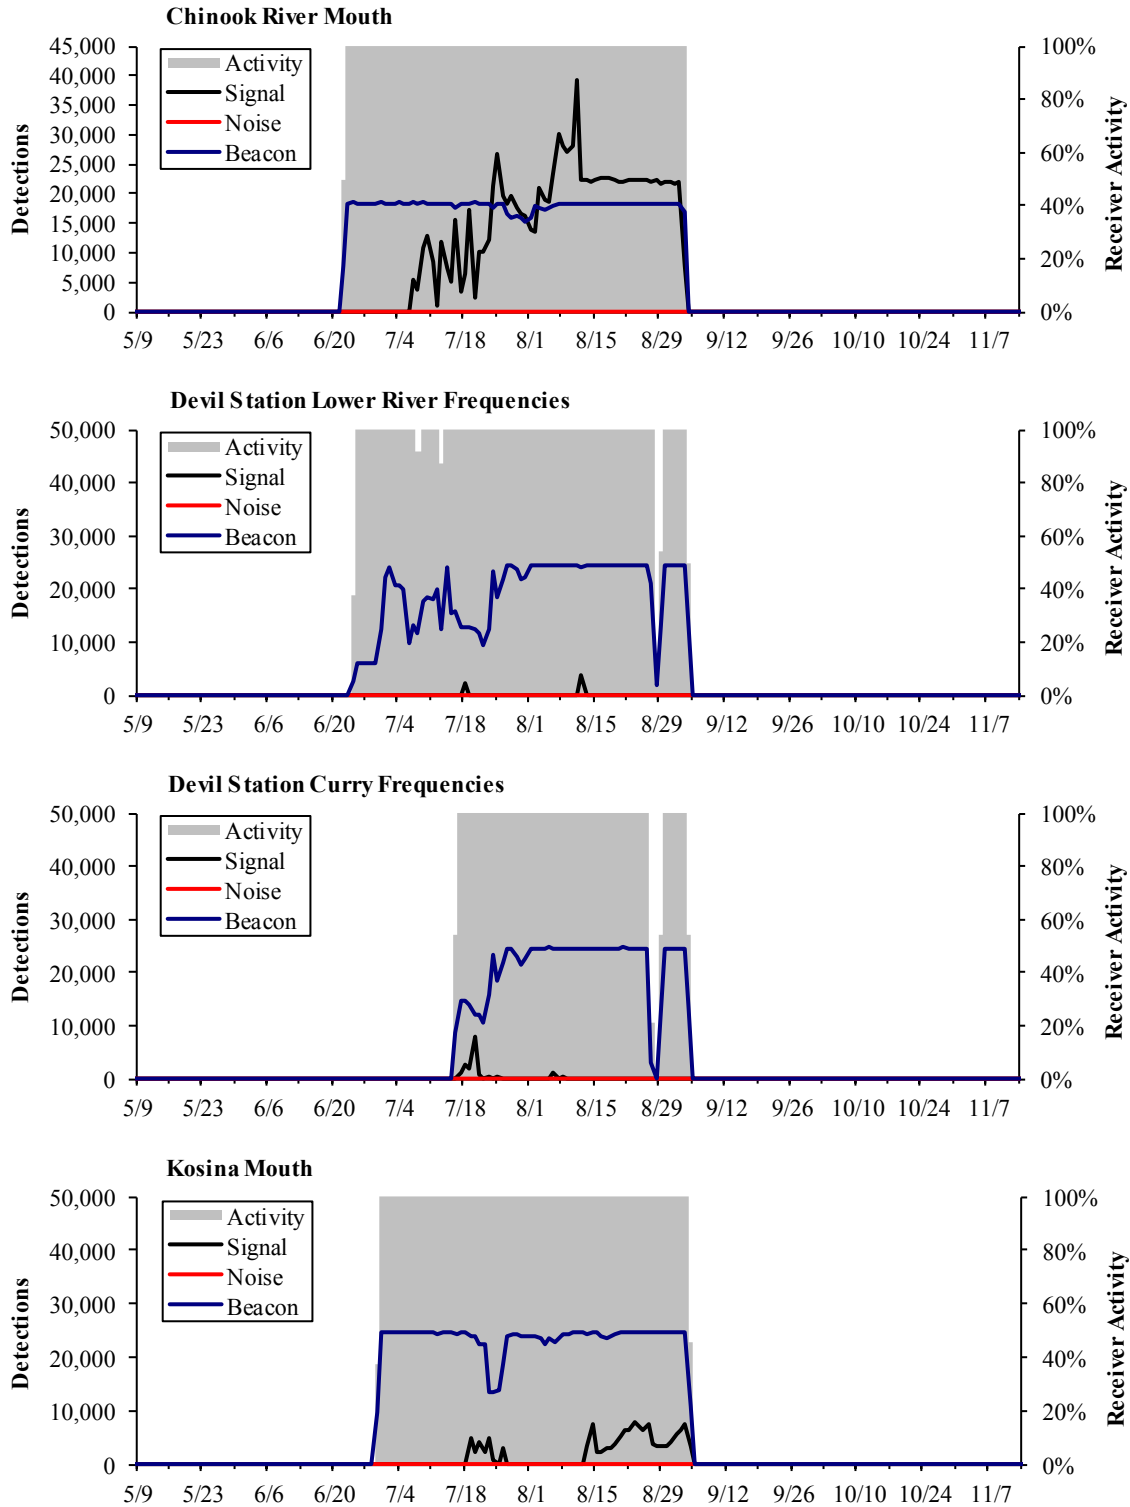 Chinook River Mouth
45,000
40,000
35,000
30,000
25,000
20,000
15,000
10,000
5,000
0
Detections
Activity
Signal
Noise
Beacon
100%
80%
60%
40%
20%
0%
Receiver Activity
5/9 5/23 6/6 6/20 7/4 7/18 8/1 8/15 8/29 9/12 9/26 10/10 10/24 11/7
Devil Station Lower River Frequencies
50,000
40,000
30,000
20,000
10,000
0
Detections
Activity
Signal
Noise
Beacon
100%
80%
60%
40%
20%
0%
Receiver Activity
5/9 5/23 6/6 6/20 7/4 7/18 8/1 8/15 8/29 9/12 9/26 10/10 10/24 11/7
Devil Station Curry Frequencies
50,000
40,000
30,000
20,000
10,000
0
Detections
Activity
Signal
Noise
Beacon
100%
80%
60%
40%
20%
0%
Receiver Activity
5/9 5/23 6/6 6/20 7/4 7/18 8/1 8/15 8/29 9/12 9/26 10/10 10/24 11/7
Kosina Mouth
50,000
40,000
30,000
20,000
10,000
0
Detections
Activity
Signal
Noise
Beacon
100%
80%
60%
40%
20%
0%
Receiver Activity
5/9 5/23 6/6 6/20 7/4 7/18 8/1 8/15 8/29 9/12 9/26 10/10 10/24 11/7